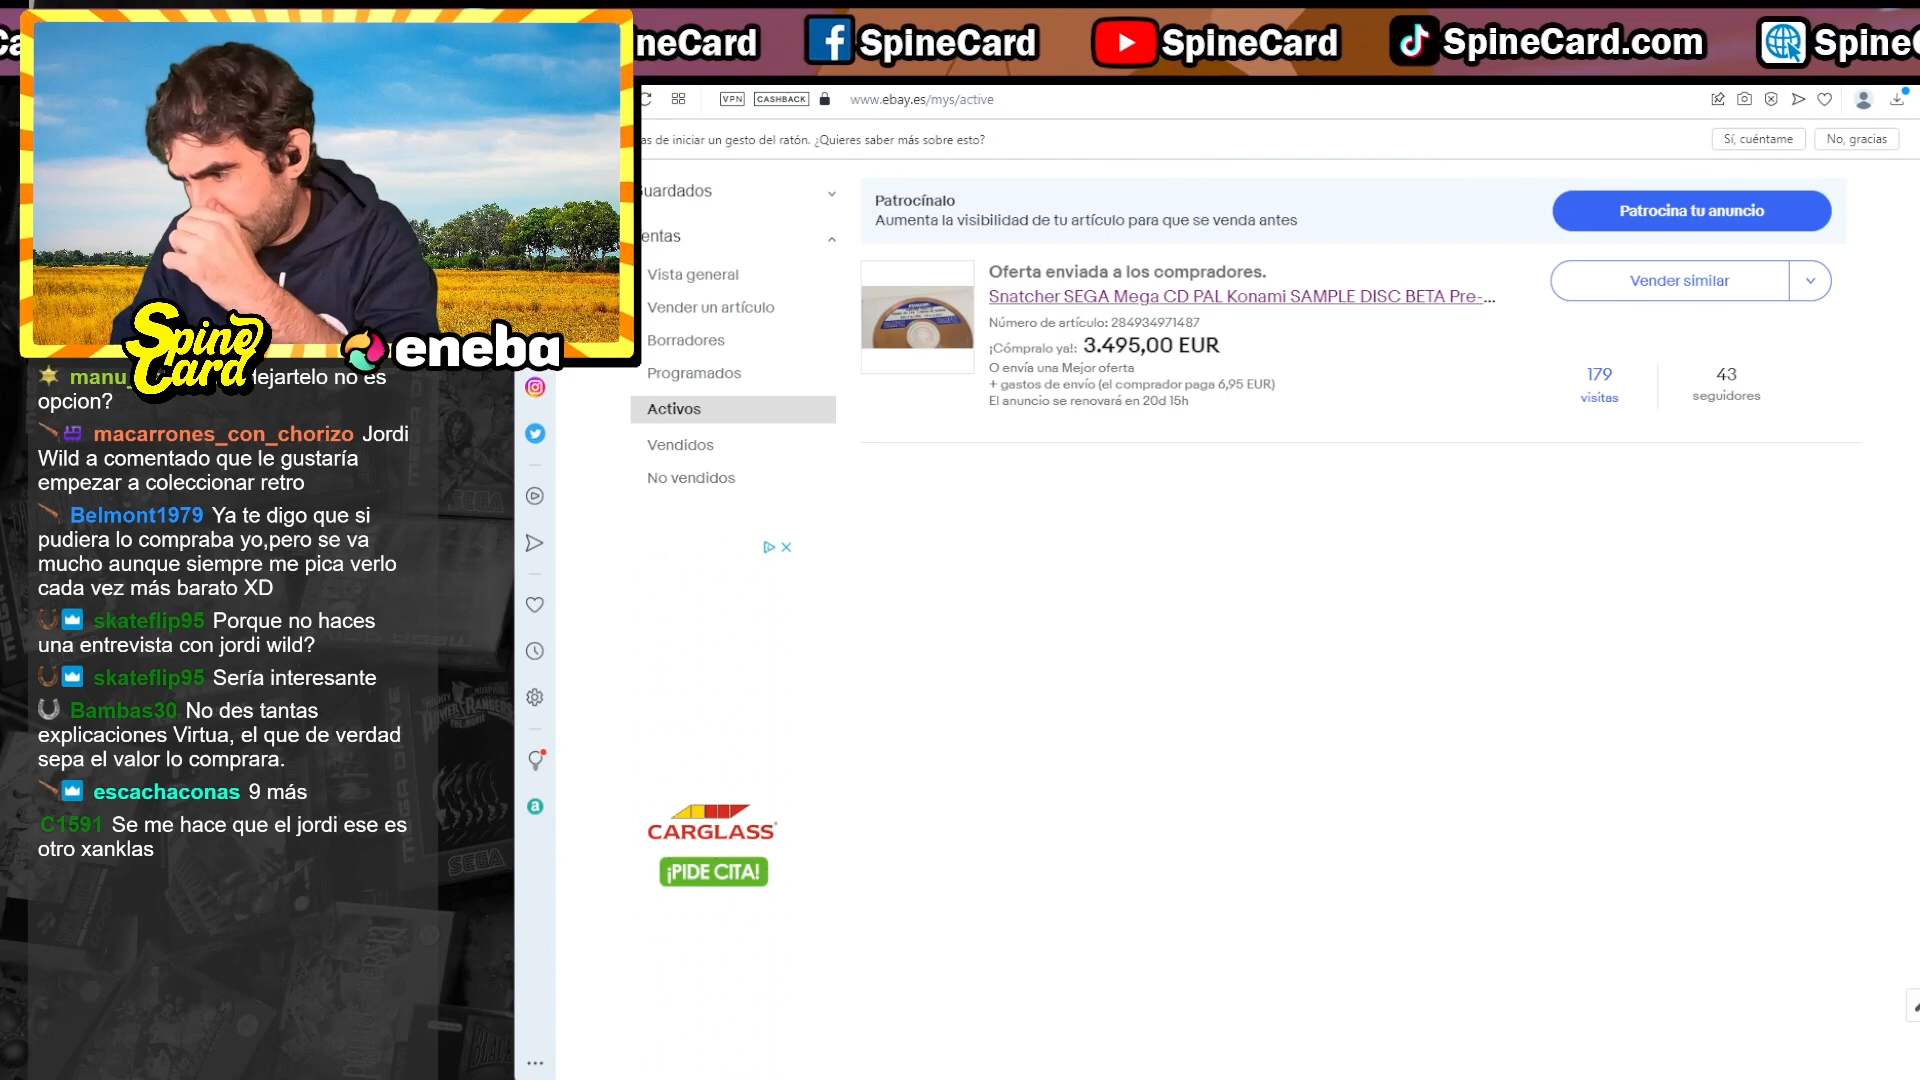 neCard
SpineCard
SpineCard
SpineCard.com
Spine
VPN
CASHBACK
www.ebay.es/mys/active
as de iniciar un gesto del ratón. ¿Quieres saber más sobre esto?
Sí, cuéntame
No, gracias
uardados
entas
Vista general
Vender un artículo
Borradores
Programados
Activos
Vendidos
No vendidos
Patrocínalo
Aumenta la visibilidad de tu artículo para que se venda antes
Patrocina tu anuncio
Oferta enviada a los compradores.
Snatcher SEGA Mega CD PAL Konami SAMPLE DISC BETA Pre-...
Número de artículo: 284934971487
¡Cómpralo ya!: 3.495,00 EUR
O envía una Mejor oferta
+ gastos de envío (el comprador paga 6,95 EUR)
El anuncio se renovará en 20d 15h
Vender similar
179
visitas
43
seguidores
CARGLASS
¡PIDE CITA!
Spine
Card
eneba
manu_ dejartelo no es
opcion?
macarrones_con_chorizo Jordi
Wild a comentado que le gustaría
empezar a coleccionar retro
Belmont1979 Ya te digo que si
pudiera lo compraba yo,pero se va
mucho aunque siempre me pica verlo
cada vez más barato XD
skateflip95 Porque no haces
una entrevista con jordi wild?
skateflip95 Sería interesante
Bambas30 No des tantas
explicaciones Virtua, el que de verdad
sepa el valor lo comprara.
escachaconas 9 más
C1591 Se me hace que el jordi ese es
otro xanklas